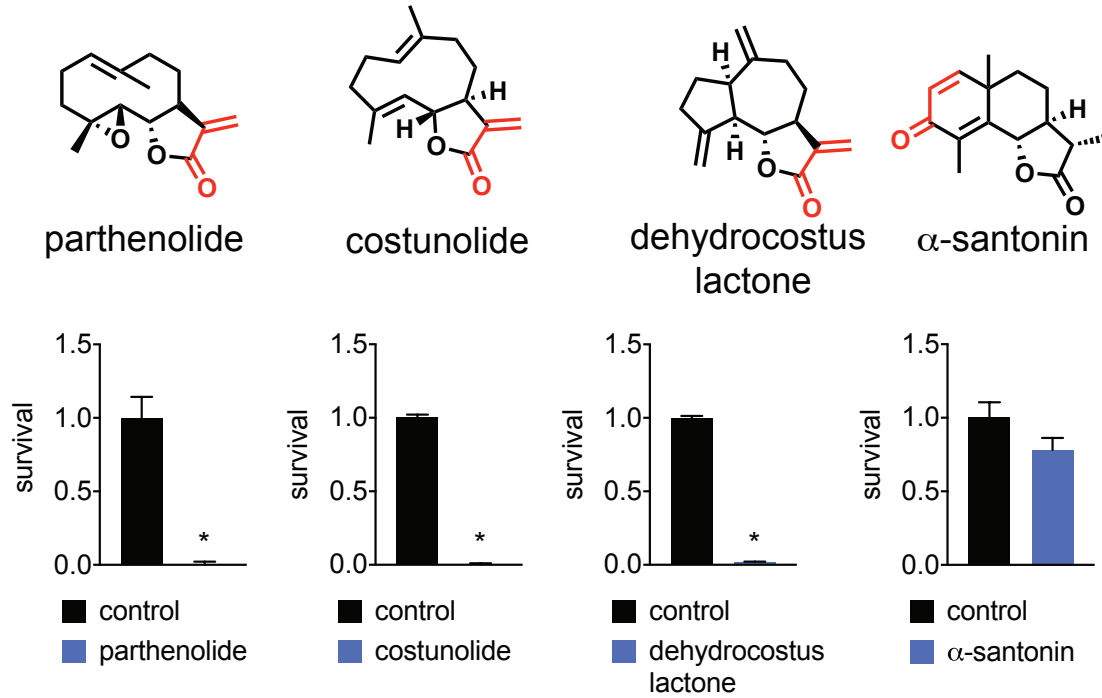 O
O
O
H
H
O
O
H
H
O
O
H
O
O
O
O
parthenolide
costunolide
dehydrocostus
lactone
α-santonin
survival
1.5
1.0
0.5
0.0
*
control
parthenolide
survival
1.5
1.0
0.5
0.0
*
control
costunolide
survival
1.5
1.0
0.5
0.0
*
control
dehydrocostus
lactone
survival
1.5
1.0
0.5
0.0
control
α-santonin